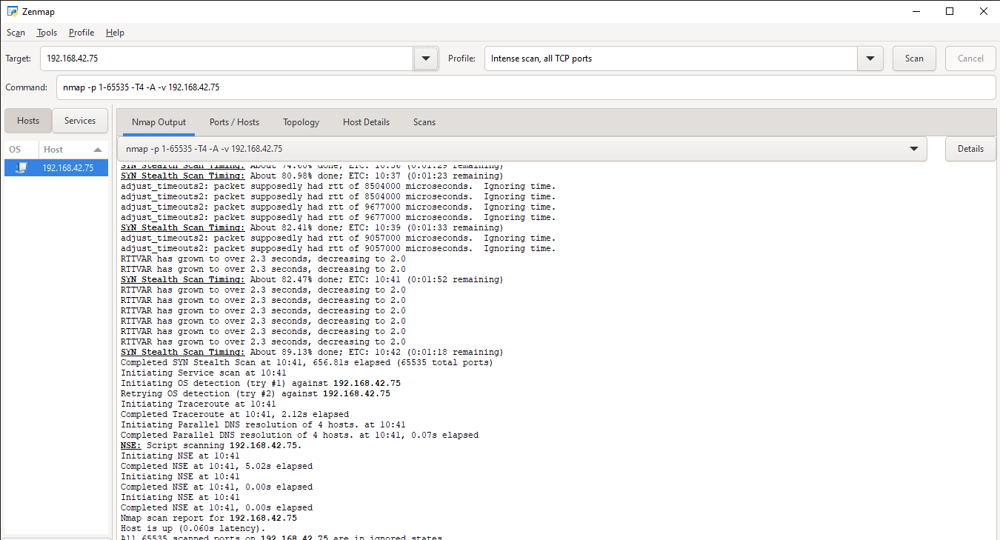 Zenmap
Scan Tools Profile Help
Target: 192.168.42.75 Profile: Intense scan, all TCP ports Scan Cancel
Command: nmap -p 1-65535 -T4 -A -v 192.168.42.75
Hosts Services
OS Host
192.168.42.75
Nmap Output Ports / Hosts Topology Host Details Scans
nmap -p 1-65535 -T4 -A -v 192.168.42.75 Details
SYN Stealth Scan Timing: About 74.60% done; ETC: 10:36 (0:01:29 remaining)
SYN Stealth Scan Timing: About 80.98% done; ETC: 10:37 (0:01:23 remaining)
adjust_timeouts2: packet supposedly had rtt of 8504000 microseconds.  Ignoring time.
adjust_timeouts2: packet supposedly had rtt of 8504000 microseconds.  Ignoring time.
adjust_timeouts2: packet supposedly had rtt of 9677000 microseconds.  Ignoring time.
adjust_timeouts2: packet supposedly had rtt of 9677000 microseconds.  Ignoring time.
SYN Stealth Scan Timing: About 82.41% done; ETC: 10:39 (0:01:33 remaining)
adjust_timeouts2: packet supposedly had rtt of 9057000 microseconds.  Ignoring time.
adjust_timeouts2: packet supposedly had rtt of 9057000 microseconds.  Ignoring time.
RTTVAR has grown to over 2.3 seconds, decreasing to 2.0
RTTVAR has grown to over 2.3 seconds, decreasing to 2.0
SYN Stealth Scan Timing: About 82.47% done; ETC: 10:41 (0:01:52 remaining)
RTTVAR has grown to over 2.3 seconds, decreasing to 2.0
RTTVAR has grown to over 2.3 seconds, decreasing to 2.0
RTTVAR has grown to over 2.3 seconds, decreasing to 2.0
RTTVAR has grown to over 2.3 seconds, decreasing to 2.0
RTTVAR has grown to over 2.3 seconds, decreasing to 2.0
RTTVAR has grown to over 2.3 seconds, decreasing to 2.0
SYN Stealth Scan Timing: About 89.13% done; ETC: 10:42 (0:01:18 remaining)
Completed SYN Stealth Scan at 10:41, 656.81s elapsed (65535 total ports)
Initiating Service scan at 10:41
Initiating OS detection (try #1) against 192.168.42.75
Retrying OS detection (try #2) against 192.168.42.75
Initiating Traceroute at 10:41
Completed Traceroute at 10:41, 2.12s elapsed
Initiating Parallel DNS resolution of 4 hosts. at 10:41
Completed Parallel DNS resolution of 4 hosts. at 10:41, 0.07s elapsed
NSE: Script scanning 192.168.42.75.
Initiating NSE at 10:41
Completed NSE at 10:41, 5.02s elapsed
Initiating NSE at 10:41
Completed NSE at 10:41, 0.00s elapsed
Initiating NSE at 10:41
Completed NSE at 10:41, 0.00s elapsed
Nmap scan report for 192.168.42.75
Host is up (0.060s latency).
All 65535 scanned ports on 192.168.42.75 are in ignored states